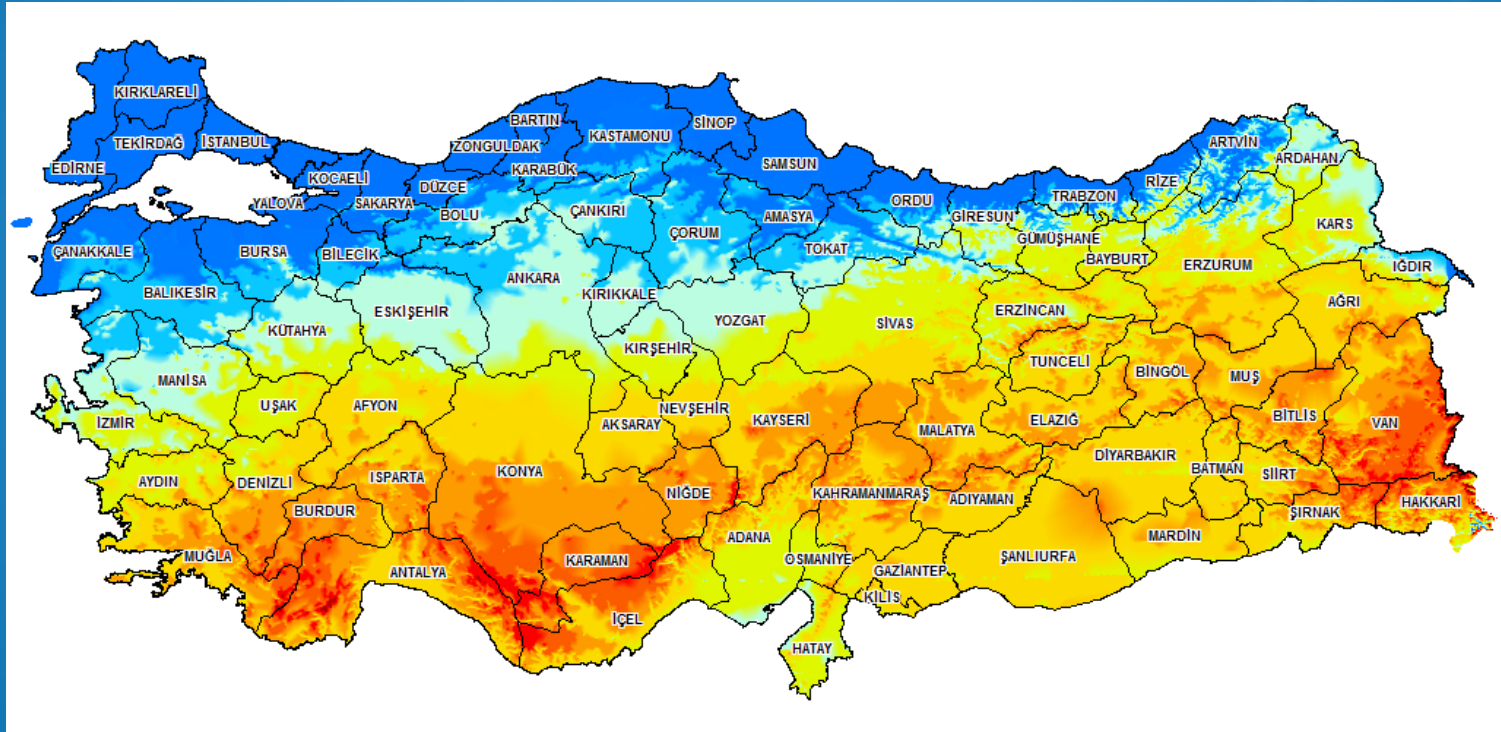 KIRKLARELİ
TEKİRDAĞ
İSTANBUL
EDİRNE
KOCAELİ
YALOVA
SAKARYA
DÜZCE
ZONGULDAK
BARTIN
KARABÜK
KASTAMONU
SİNOP
SAMSUN
BOLU
ÇANKIRI
ÇORUM
AMASYA
ORDU
GİRESUN
TRABZON
RİZE
ARTVİN
ARDAHAN
ÇANAKKALE
BURSA
BİLECİK
TOKAT
GÜMÜŞHANE
BAYBURT
ERZURUM
KARS
IĞDIR
BALIKESİR
ANKARA
KIRIKKALE
ESKİŞEHİR
KÜTAHYA
YOZGAT
SİVAS
ERZİNCAN
AĞRI
KIRŞEHİR
TUNCELİ
BİNGÖL
MUŞ
MANİSA
UŞAK
AFYON
NEVŞEHİR
AKSARAY
KAYSERİ
MALATYA
ELAZIĞ
BİTLİS
VAN
İZMİR
DİYARBAKIR
BATMAN
SİİRT
AYDIN
DENİZLİ
ISPARTA
KONYA
NİĞDE
KAHRAMANMARAŞ
ADIYAMAN
HAKKARİ
ŞIRNAK
BURDUR
MARDİN
ADANA
OSMANİYE
GAZİANTEP
ŞANLIURFA
MUĞLA
ANTALYA
KARAMAN
KİLİS
İÇEL
HATAY